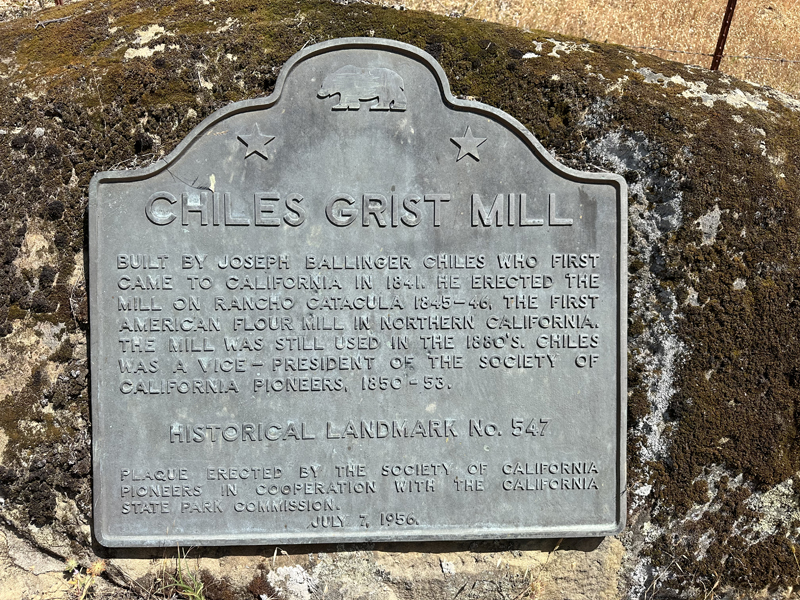 CHILES GRIST MILL
BUILT BY JOSEPH BALLINGER CHILES WHO FIRST
CAME TO CALIFORNIA IN 1841. HE ERECTED THE
MILL ON RANCHO CATACULA 1845-46, THE FIRST
AMERICAN FLOUR MILL IN NORTHERN CALIFORNIA.
THE MILL WAS STILL USED IN THE 1880'S. CHILES
WAS A VICE-PRESIDENT OF THE SOCIETY OF
CALIFORNIA PIONEERS, 1850-53.
HISTORICAL LANDMARK No. 547
PLAQUE ERECTED BY THE SOCIETY OF CALIFORNIA
PIONEERS IN COOPERATION WITH THE CALIFORNIA
STATE PARK COMMISSION.
JULY 7, 1956.